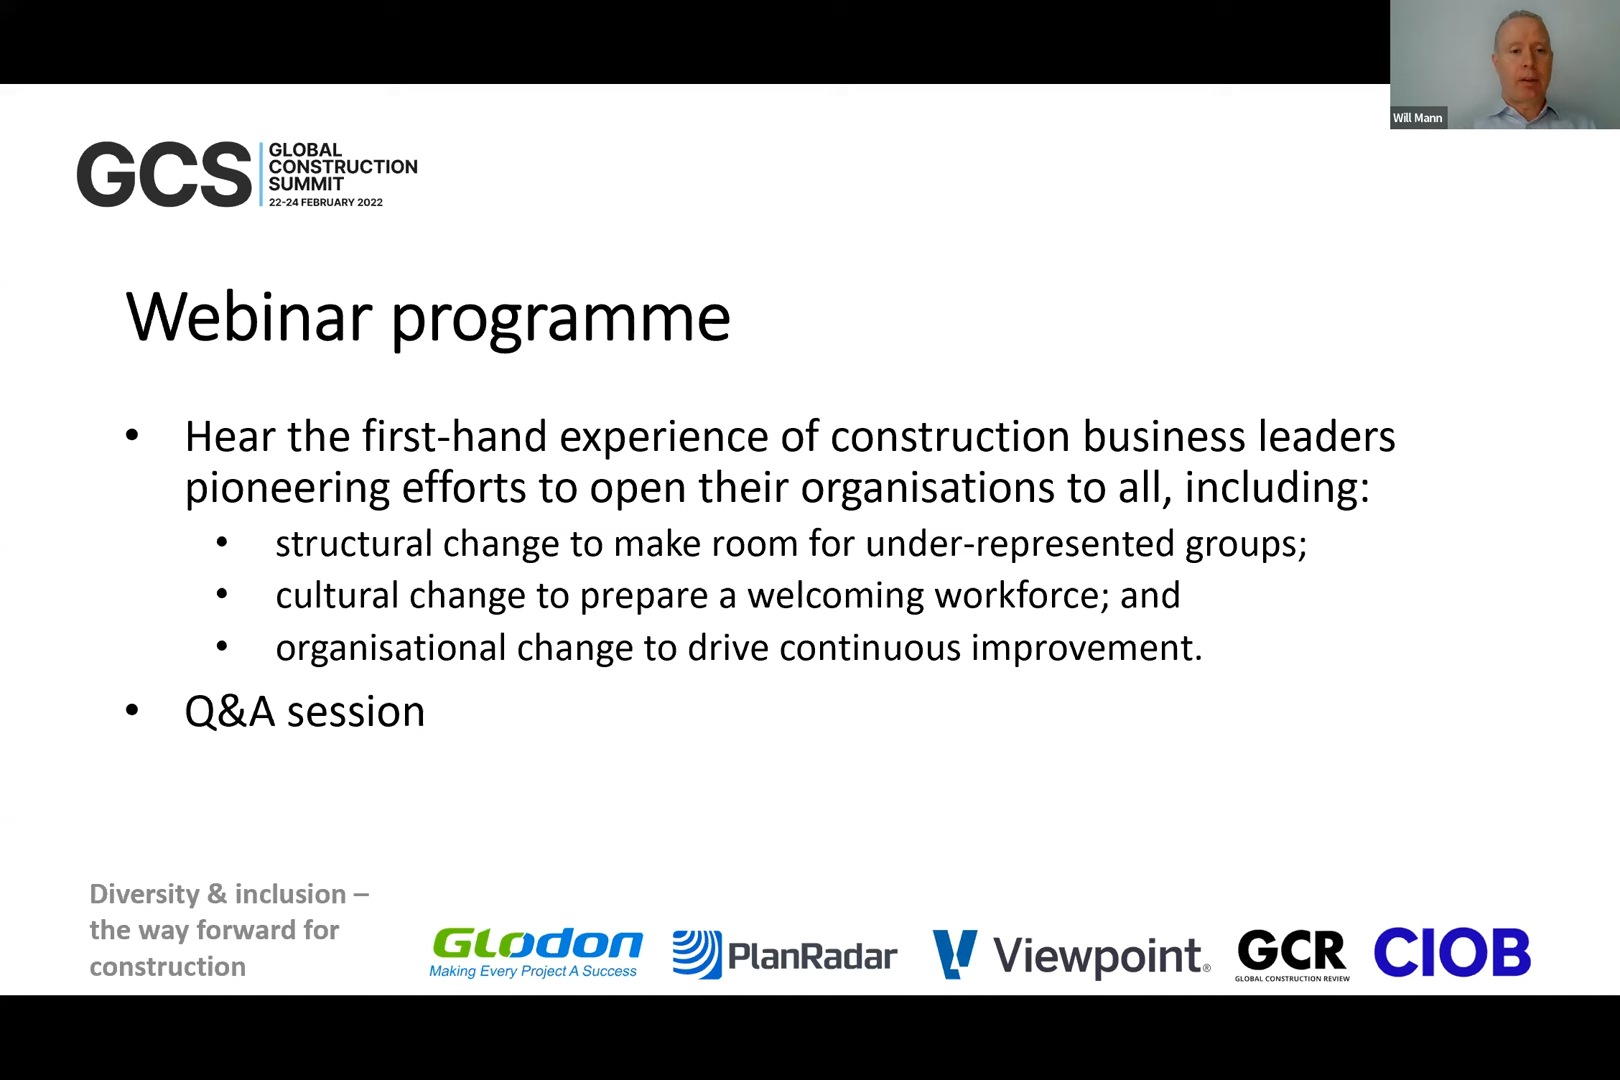 Will Mann
GCS
GLOBAL
CONSTRUCTION
SUMMIT
22-24 FEBRUARY 2022
Webinar programme
• Hear the first-hand experience of construction business leaders
pioneering efforts to open their organisations to all, including:
• structural change to make room for under-represented groups;
• cultural change to prepare a welcoming workforce; and
• organisational change to drive continuous improvement.
• Q&A session
Diversity & inclusion –
the way forward for
construction
GLodon
Making Every Project A Success
PlanRadar
Viewpoint®
GCR
GLOBAL CONSTRUCTION REVIEW
CIOB